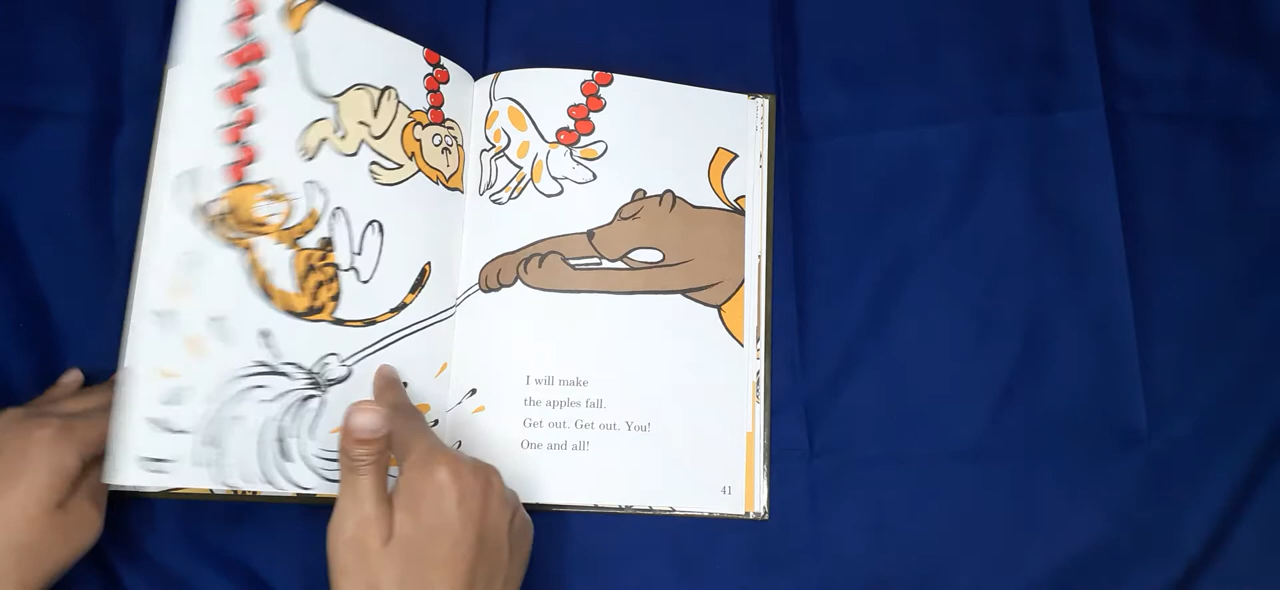 I will make
the apples fall.
Get out. Get out. You!
One and all!
41